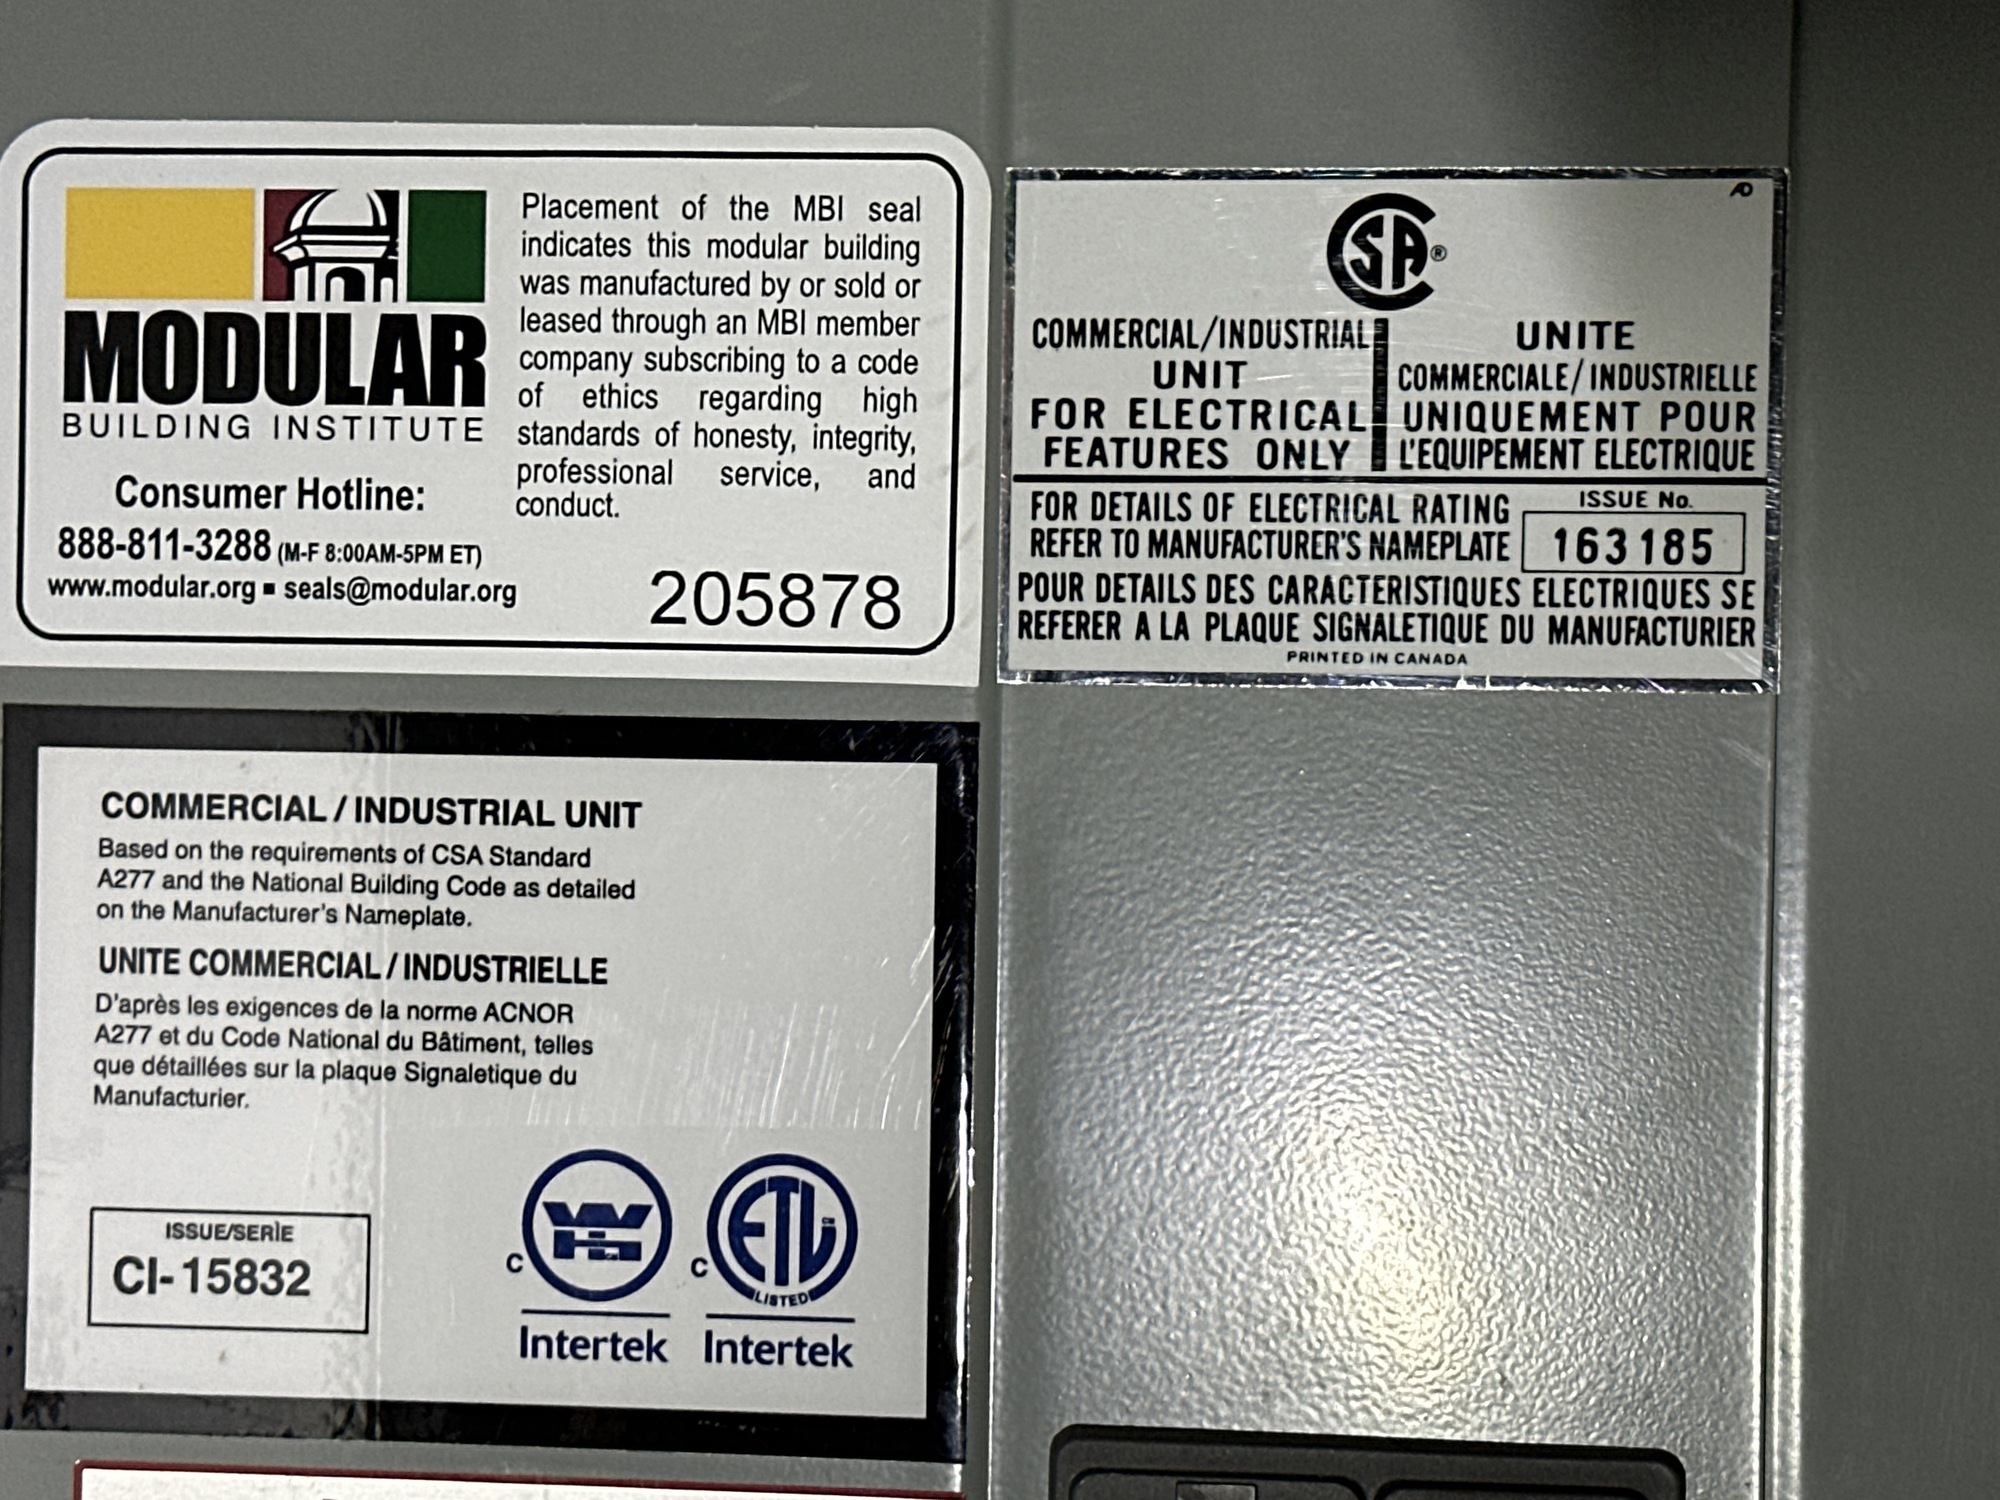 MODULAR
BUILDING INSTITUTE
Consumer Hotline:
888-811-3288 (M-F 8:00AM-5PM ET)
www.modular.org ▪ seals@modular.org
Placement of the MBI seal
indicates this modular building
was manufactured by or sold or
leased through an MBI member
company subscribing to a code
of ethics regarding high
standards of honesty, integrity,
professional service, and
conduct.
205878
CSA®
COMMERCIAL/INDUSTRIAL
UNIT
FOR ELECTRICAL
FEATURES ONLY
UNITE
COMMERCIALE/INDUSTRIELLE
UNIQUEMENT POUR
L'EQUIPEMENT ELECTRIQUE
FOR DETAILS OF ELECTRICAL RATING
REFER TO MANUFACTURER'S NAMEPLATE
ISSUE No.
163185
POUR DETAILS DES CARACTERISTIQUES ELECTRIQUES SE
REFERER A LA PLAQUE SIGNALETIQUE DU MANUFACTURIER
PRINTED IN CANADA
COMMERCIAL / INDUSTRIAL UNIT
Based on the requirements of CSA Standard
A277 and the National Building Code as detailed
on the Manufacturer's Nameplate.
UNITE COMMERCIAL / INDUSTRIELLE
D'après les exigences de la norme ACNOR
A277 et du Code National du Bâtiment, telles
que détaillées sur la plaque Signaletique du
Manufacturier.
ISSUE/SERÌE
CI-15832
C WH
Intertek
C ETL
LISTED
Intertek